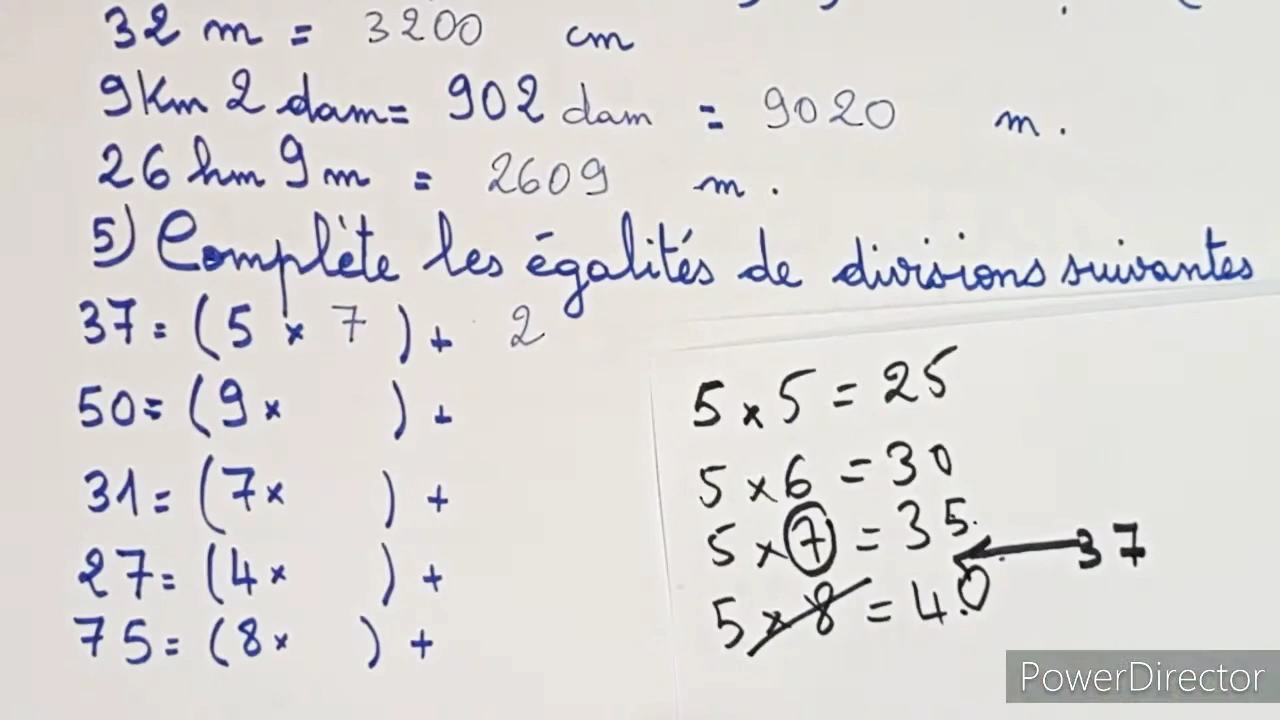 32 m = 3200 cm
9Km 2 dam = 902 dam = 9020 m.
26 hm 9 m = 2609 m.
5) Complète les égalités de divisions suivantes
37 = (5 × 7) + 2
50 = (9 × ) +
31 = (7 × ) +
27 = (4 × ) +
75 = (8 × ) +
5 × 5 = 25
5 × 6 = 30
5 × 7 = 35
37
5 × 8 = 40
PowerDirector